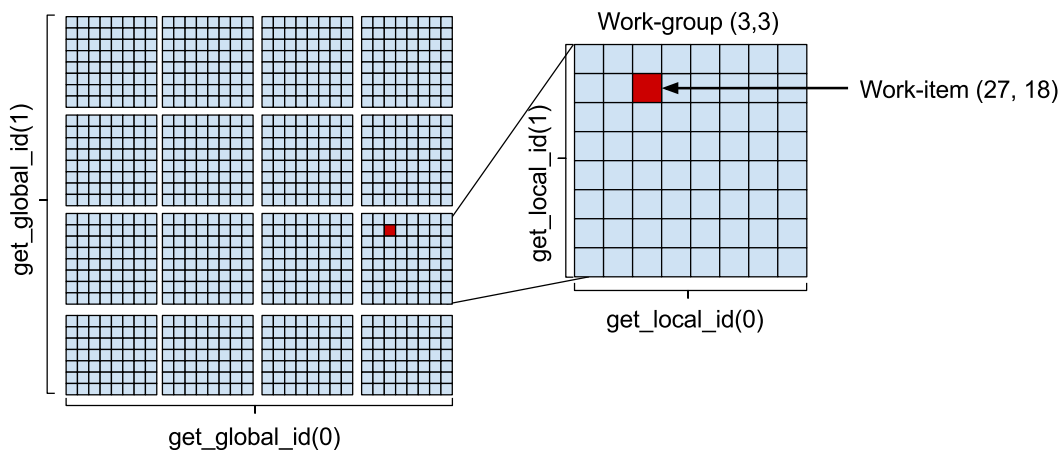 Work-group (3,3)
Work-item (27, 18)
get_global_id(1)
get_local_id(1)
get_local_id(0)
get_global_id(0)